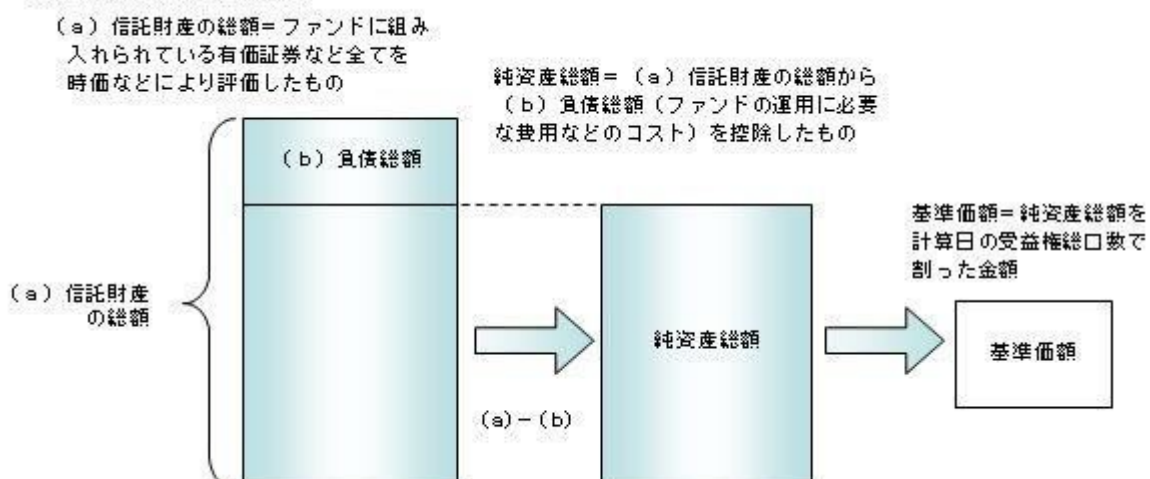 (a)信託財産の総額=ファンドに組み
入れられている有価証券など全てを
時価などにより評価したもの
純資産総額=(a)信託財産の総額から
(b)負債総額(ファンドの運用に必要
な費用などのコスト)を控除したもの
(b)負債総額
基準価額=純資産総額を
計算日の受益権総口数で
割った金額
(a)信託財産
の総額
純資産総額
基準価額
(a)-(b)